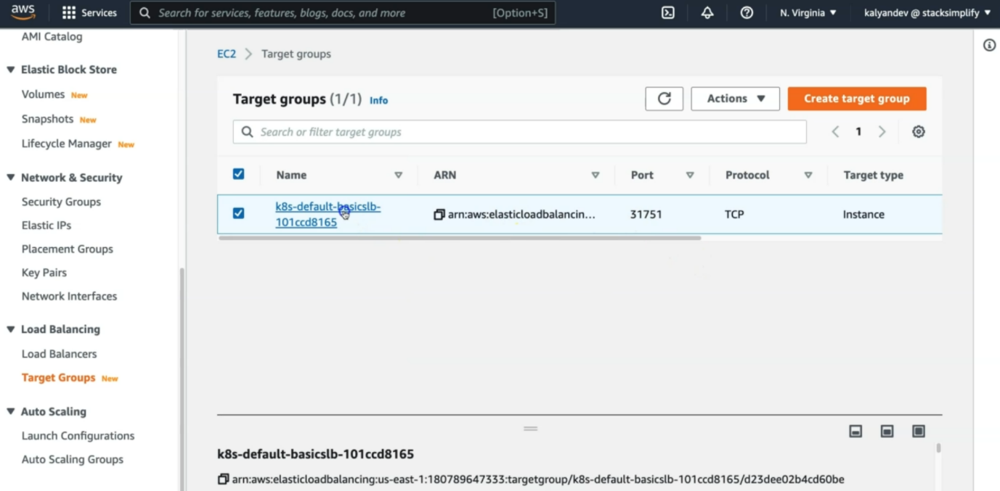 aws
Services
Search for services, features, blogs, docs, and more
[Option+S]
N. Virginia
kalyandev @ stacksimplify
AMI Catalog
Elastic Block Store
Volumes New
Snapshots New
Lifecycle Manager New
Network & Security
Security Groups
Elastic IPs
Placement Groups
Key Pairs
Network Interfaces
Load Balancing
Load Balancers
Target Groups New
Auto Scaling
Launch Configurations
Auto Scaling Groups
EC2 > Target groups
Target groups (1/1) Info
Actions
Create target group
Search or filter target groups
1
Name ARN Port Protocol Target type
k8s-default-basicslb-
101ccd8165
arn:aws:elasticloadbalancin... 31751 TCP Instance
k8s-default-basicslb-101ccd8165
arn:aws:elasticloadbalancing:us-east-1:180789647333:targetgroup/k8s-default-basicslb-101ccd8165/d23dee02b4cd60be